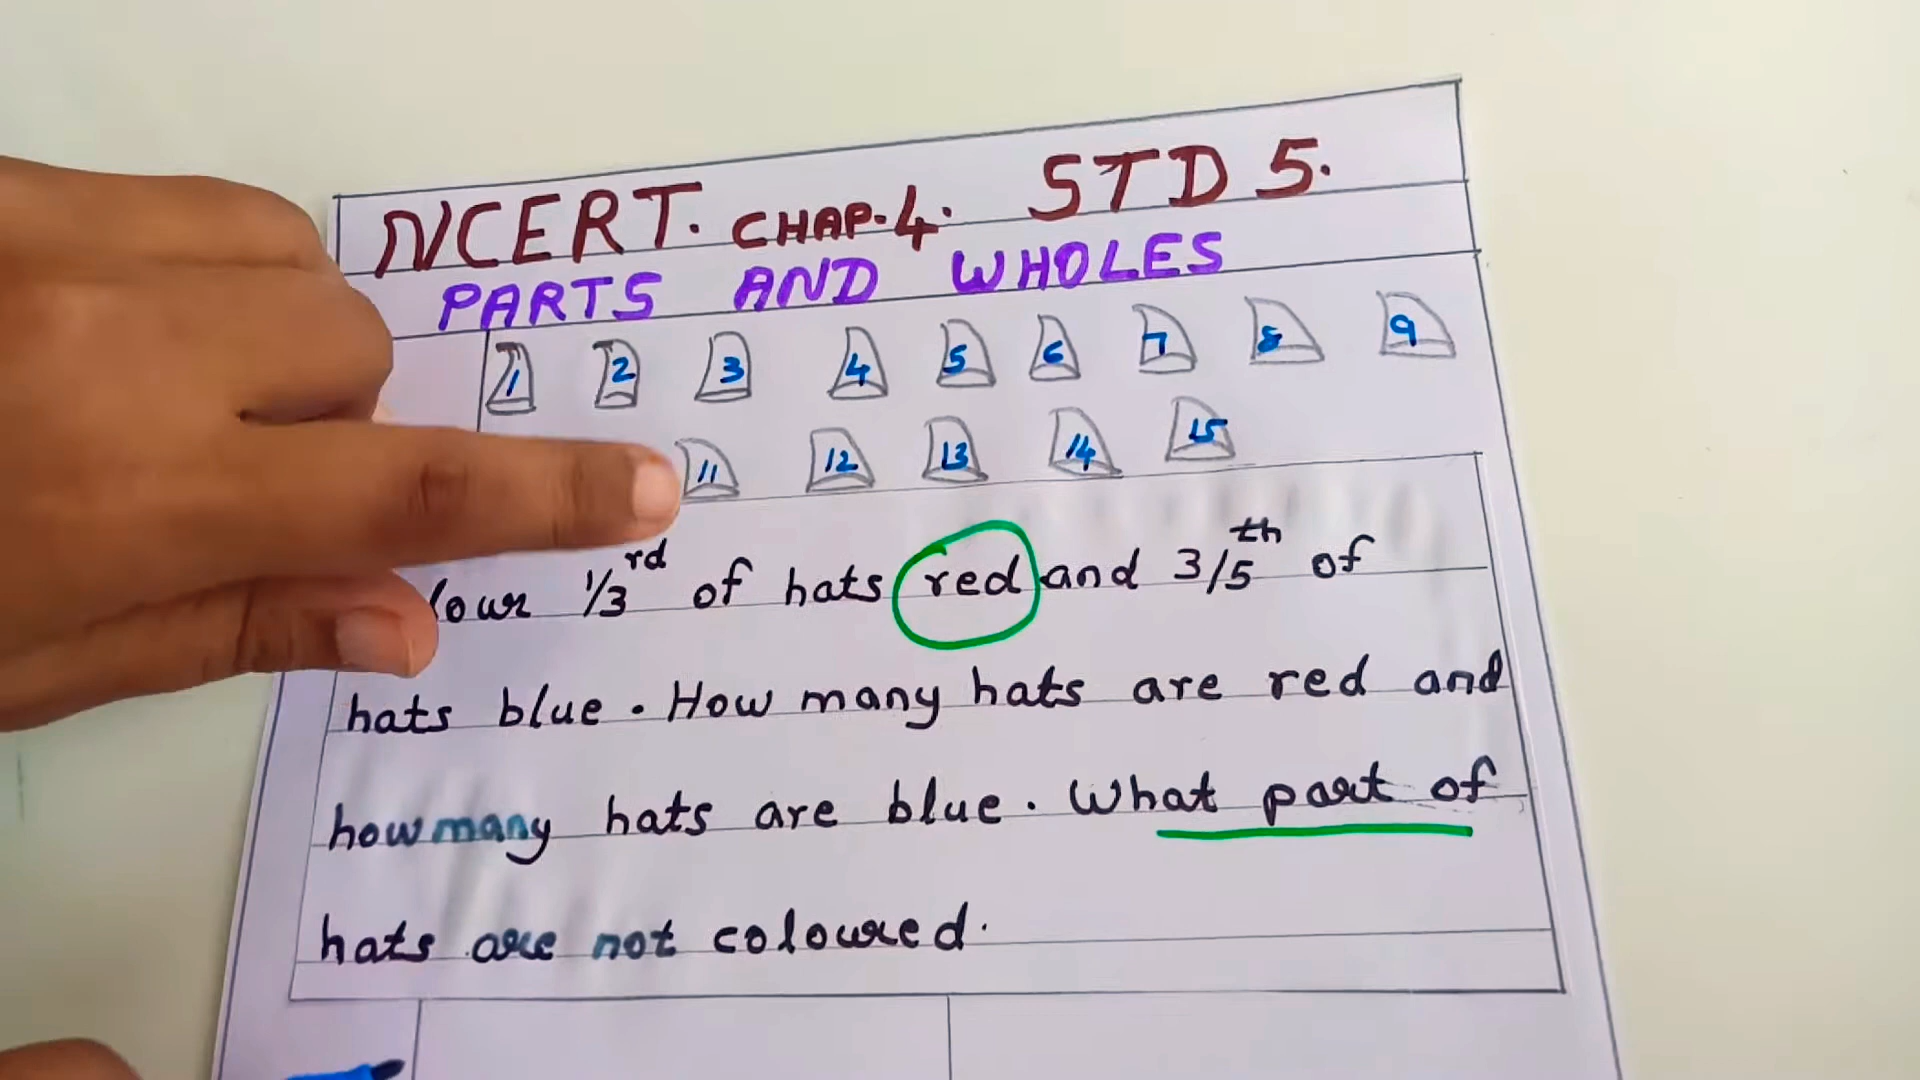 NCERT. CHAP.4. STD 5.
PARTS AND WHOLES
1 2 3 4 5 6 7 8 9
11 12 13 14 15
lour 1/3rd of hats red and 3/5th of
hats blue. How many hats are red and
how many hats are blue. What part of
hats are not coloured.